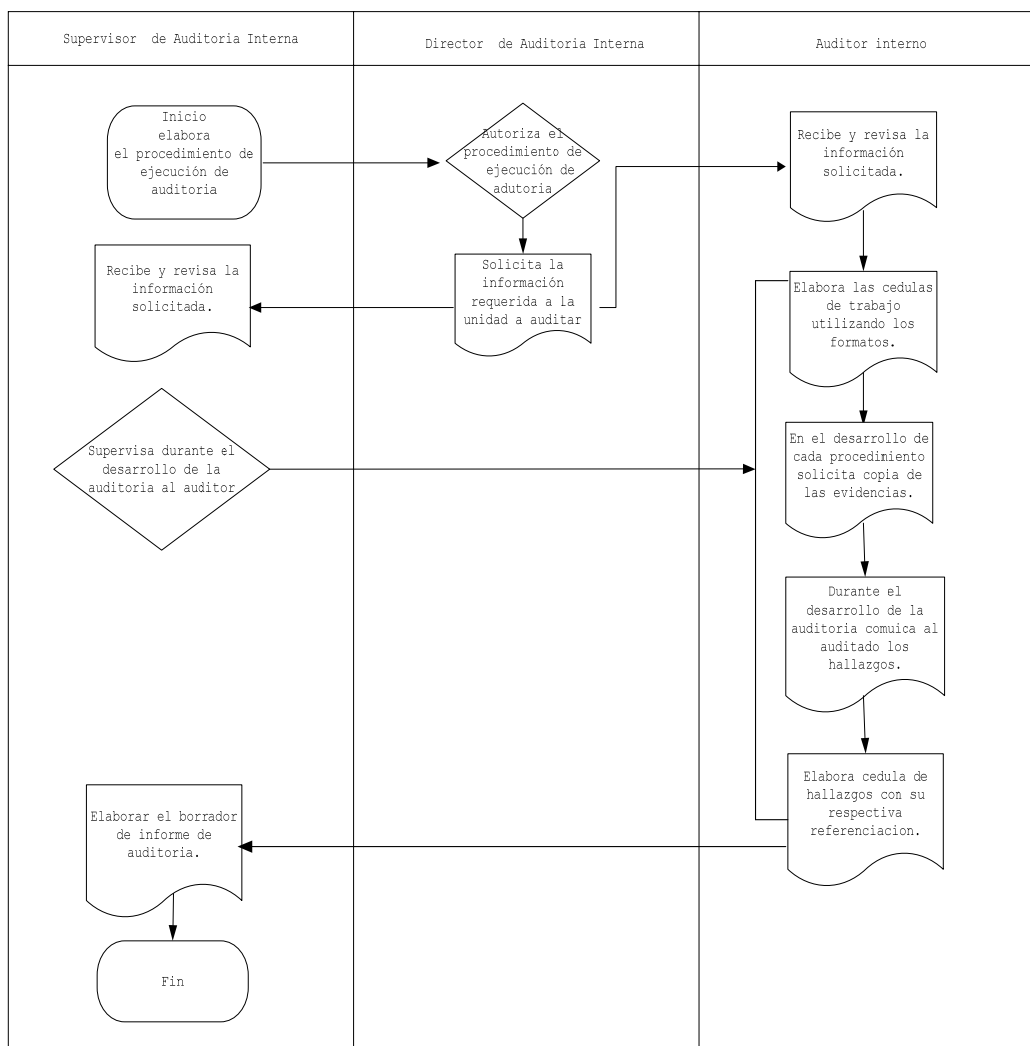 Supervisor de Auditoria Interna
Director de Auditoria Interna
Auditor interno
Inicio
elabora
el procedimiento de
ejecución de
auditoria
Autoriza el
procedimiento de
ejecución de
adutoria
Recibe y revisa la
información
solicitada.
Recibe y revisa la
información
solicitada.
Solicita la
información
requerida a la
unidad a auditar
Elabora las cedulas
de trabajo
utilizando los
formatos.
Supervisa durante el
desarrollo de la
auditoria al auditor
En el desarrollo de
cada procedimiento
solicita copia de
las evidencias.
Durante el
desarrollo de la
auditoria comuica al
auditado los
hallazgos.
Elabora cedula de
hallazgos con su
respectiva
referenciacion.
Elaborar el borrador
de informe de
auditoria.
Fin